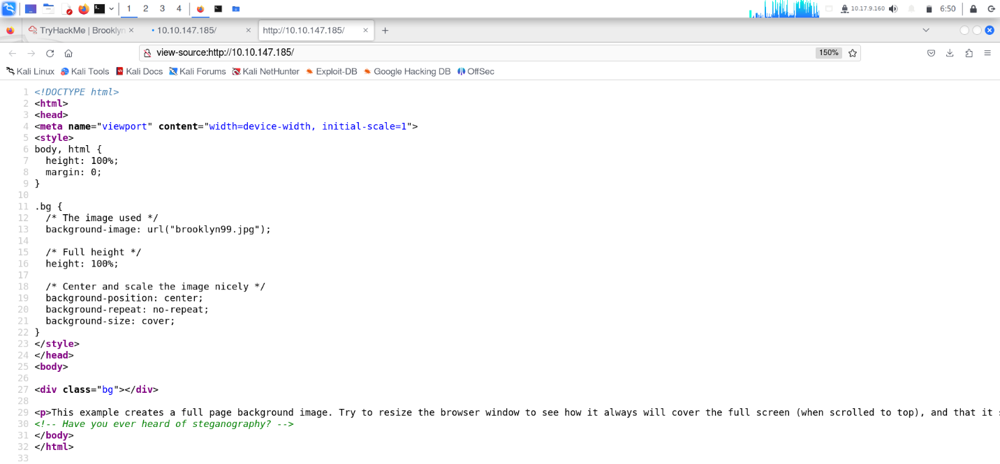 1 2 3 4 10.17.9.160 6:50
TryHackMe | Brooklyn 10.10.147.185/ http://10.10.147.185/
view-source:http://10.10.147.185/ 150%
Kali Linux Kali Tools Kali Docs Kali Forums Kali NetHunter Exploit-DB Google Hacking DB OffSec
1 <!DOCTYPE html>
2 <html>
3 <head>
4 <meta name="viewport" content="width=device-width, initial-scale=1">
5 <style>
6 body, html {
7   height: 100%;
8   margin: 0;
9 }
10
11 .bg {
12   /* The image used */
13   background-image: url("brooklyn99.jpg");
14
15   /* Full height */
16   height: 100%;
17
18   /* Center and scale the image nicely */
19   background-position: center;
20   background-repeat: no-repeat;
21   background-size: cover;
22 }
23 </style>
24 </head>
25 <body>
26
27 <div class="bg"></div>
28
29 <p>This example creates a full page background image. Try to resize the browser window to see how it always will cover the full screen (when scrolled to top), and that it
30 <!-- Have you ever heard of steganography? -->
31 </body>
32 </html>
33